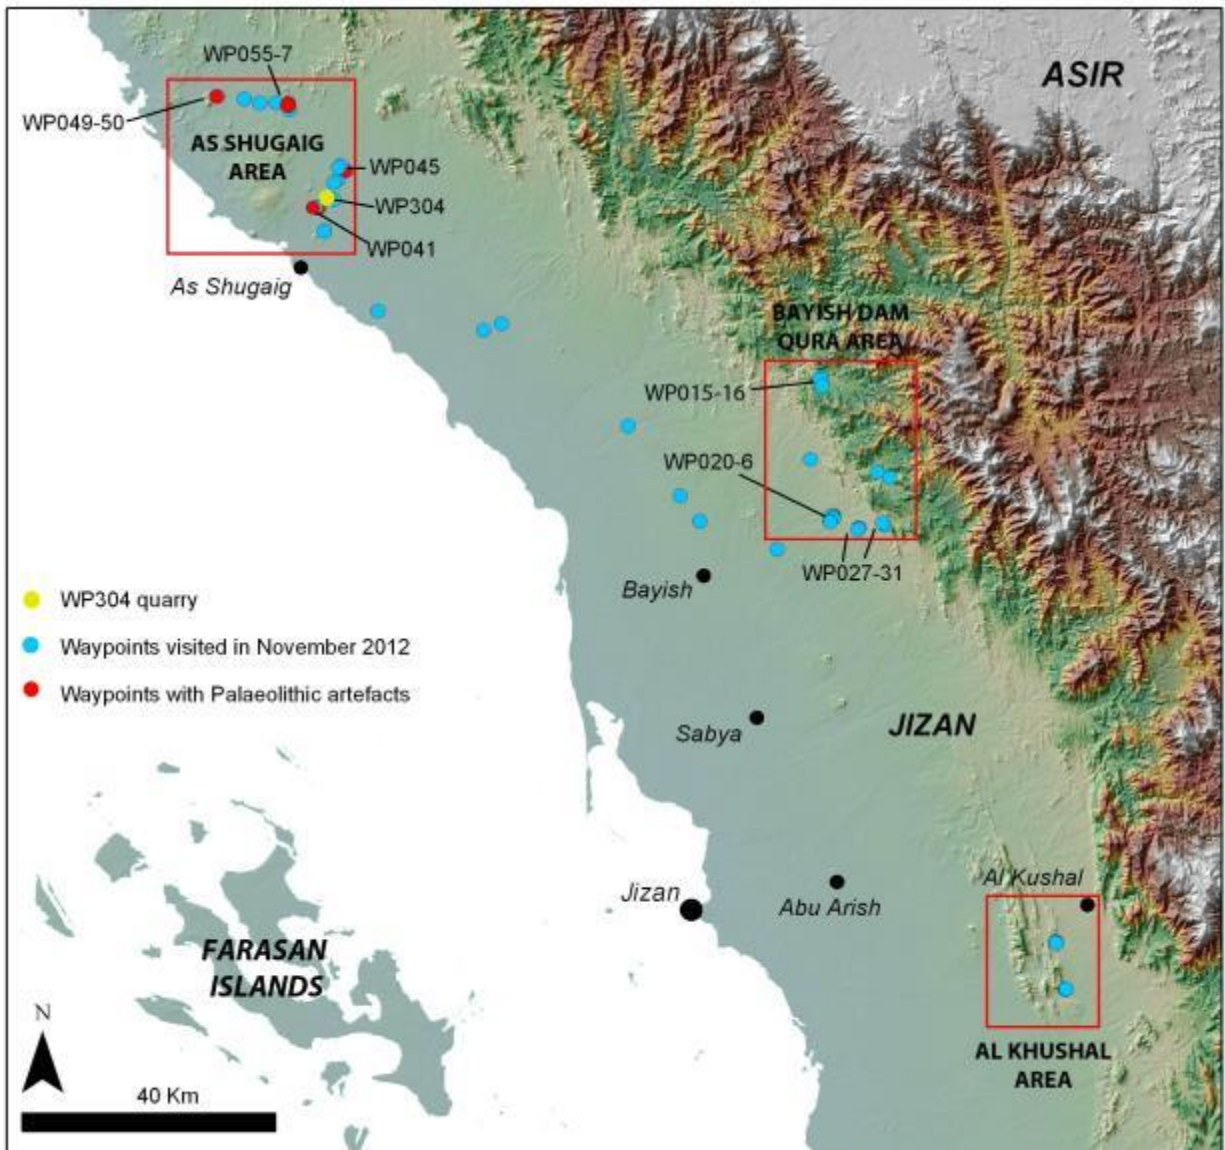 WP055-7
ASIR
WP049-50
AS SHUGAIG
AREA
WP045
WP304
WP041
As Shugaig
BAYISH DAM
QURA AREA
WP015-16
WP020-6
WP027-31
Bayish
WP304 quarry
Waypoints visited in November 2012
Waypoints with Palaeolithic artefacts
Sabya
JIZAN
Al Kushal
Jizan
Abu Arish
FARASAN
ISLANDS
N
40 Km
AL KHUSHAL
AREA